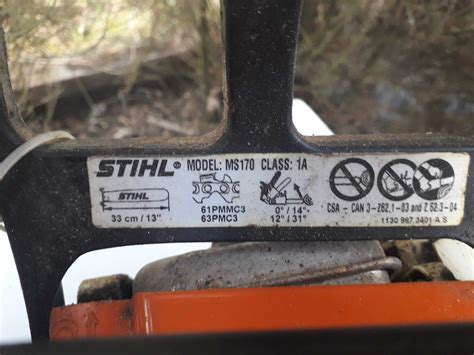 STIHL® MODEL: MS170 CLASS: 1A
STIHL
33 cm / 13"
61PMMC3
63PMC3
0° / 14°
12° / 31°
CSA - CAN 3-Z62.1-03 and Z 62.3-04
1130 967 3401 A S